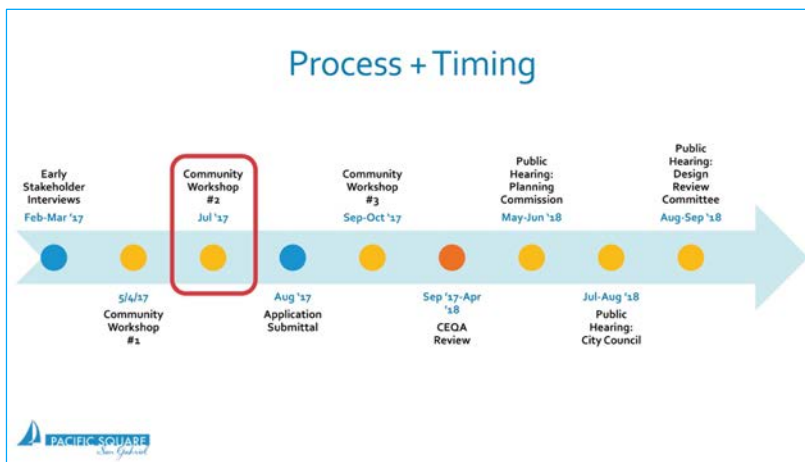 Process + Timing
Early
Stakeholder
Interviews
Feb-Mar '17
5/4/17
Community
Workshop
#1
Community
Workshop
#2
Jul '17
Aug '17
Application
Submittal
Community
Workshop
#3
Sep-Oct '17
Sep '17-Apr
'18
CEQA
Review
Public
Hearing:
Planning
Commission
May-Jun '18
Jul-Aug '18
Public
Hearing:
City Council
Public
Hearing:
Design
Review
Committee
Aug-Sep '18
PACIFIC SQUARE
San Gabriel